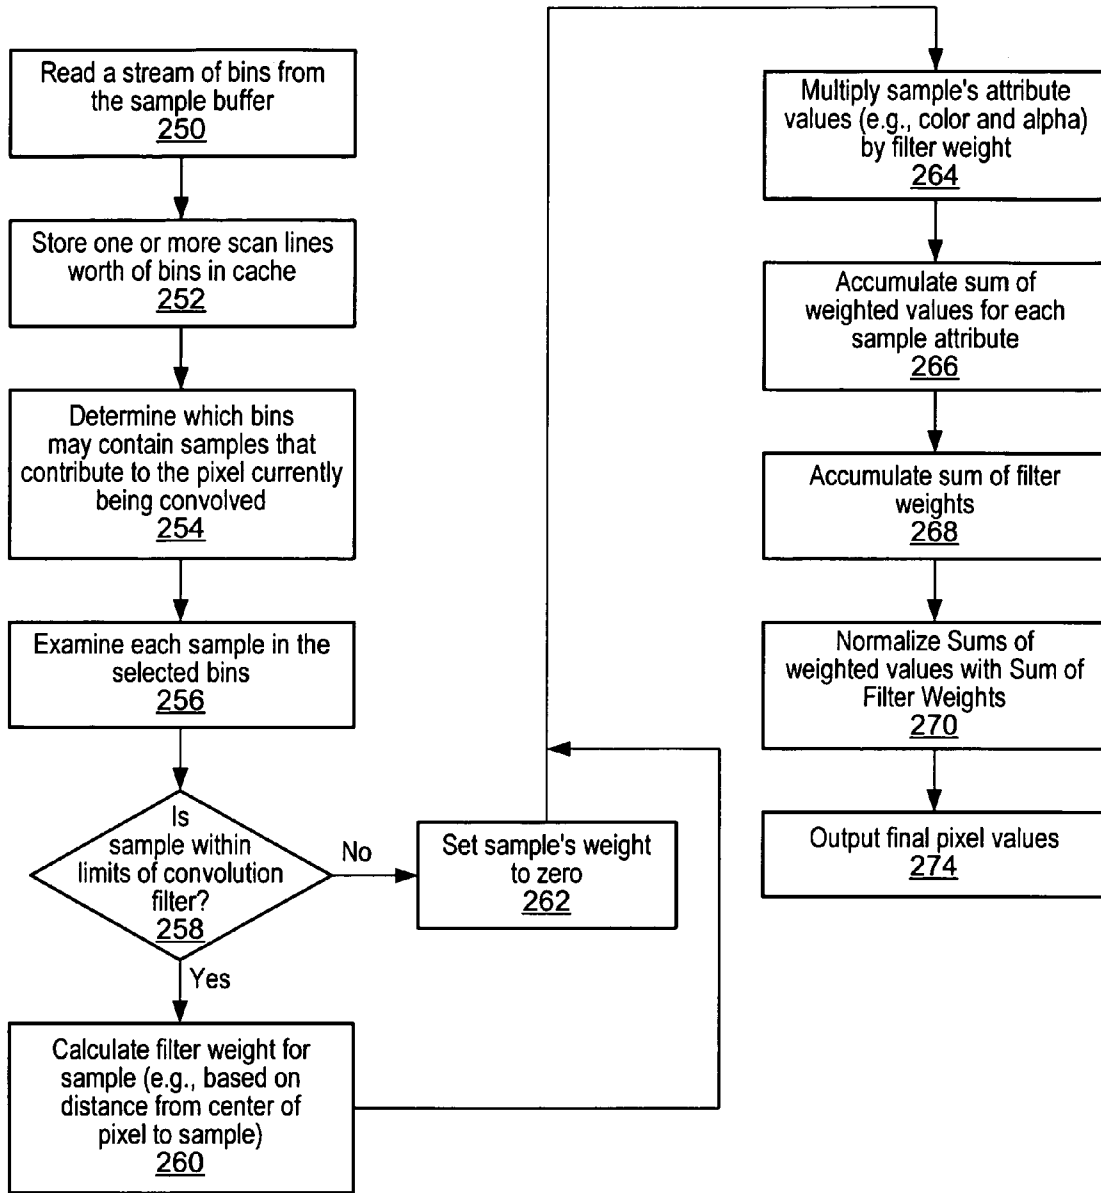 Read a stream of bins from
the sample buffer
250
Store one or more scan lines
worth of bins in cache
252
Determine which bins
may contain samples that
contribute to the pixel currently
being convolved
254
Examine each sample in the
selected bins
256
Is
sample within
limits of convolution
filter?
258
No
Yes
Calculate filter weight for
sample (e.g., based on
distance from center of
pixel to sample)
260
Set sample's weight
to zero
262
Multiply sample's attribute
values (e.g., color and alpha)
by filter weight
264
Accumulate sum of
weighted values for each
sample attribute
266
Accumulate sum of filter
weights
268
Normalize Sums of
weighted values with Sum of
Filter Weights
270
Output final pixel values
274